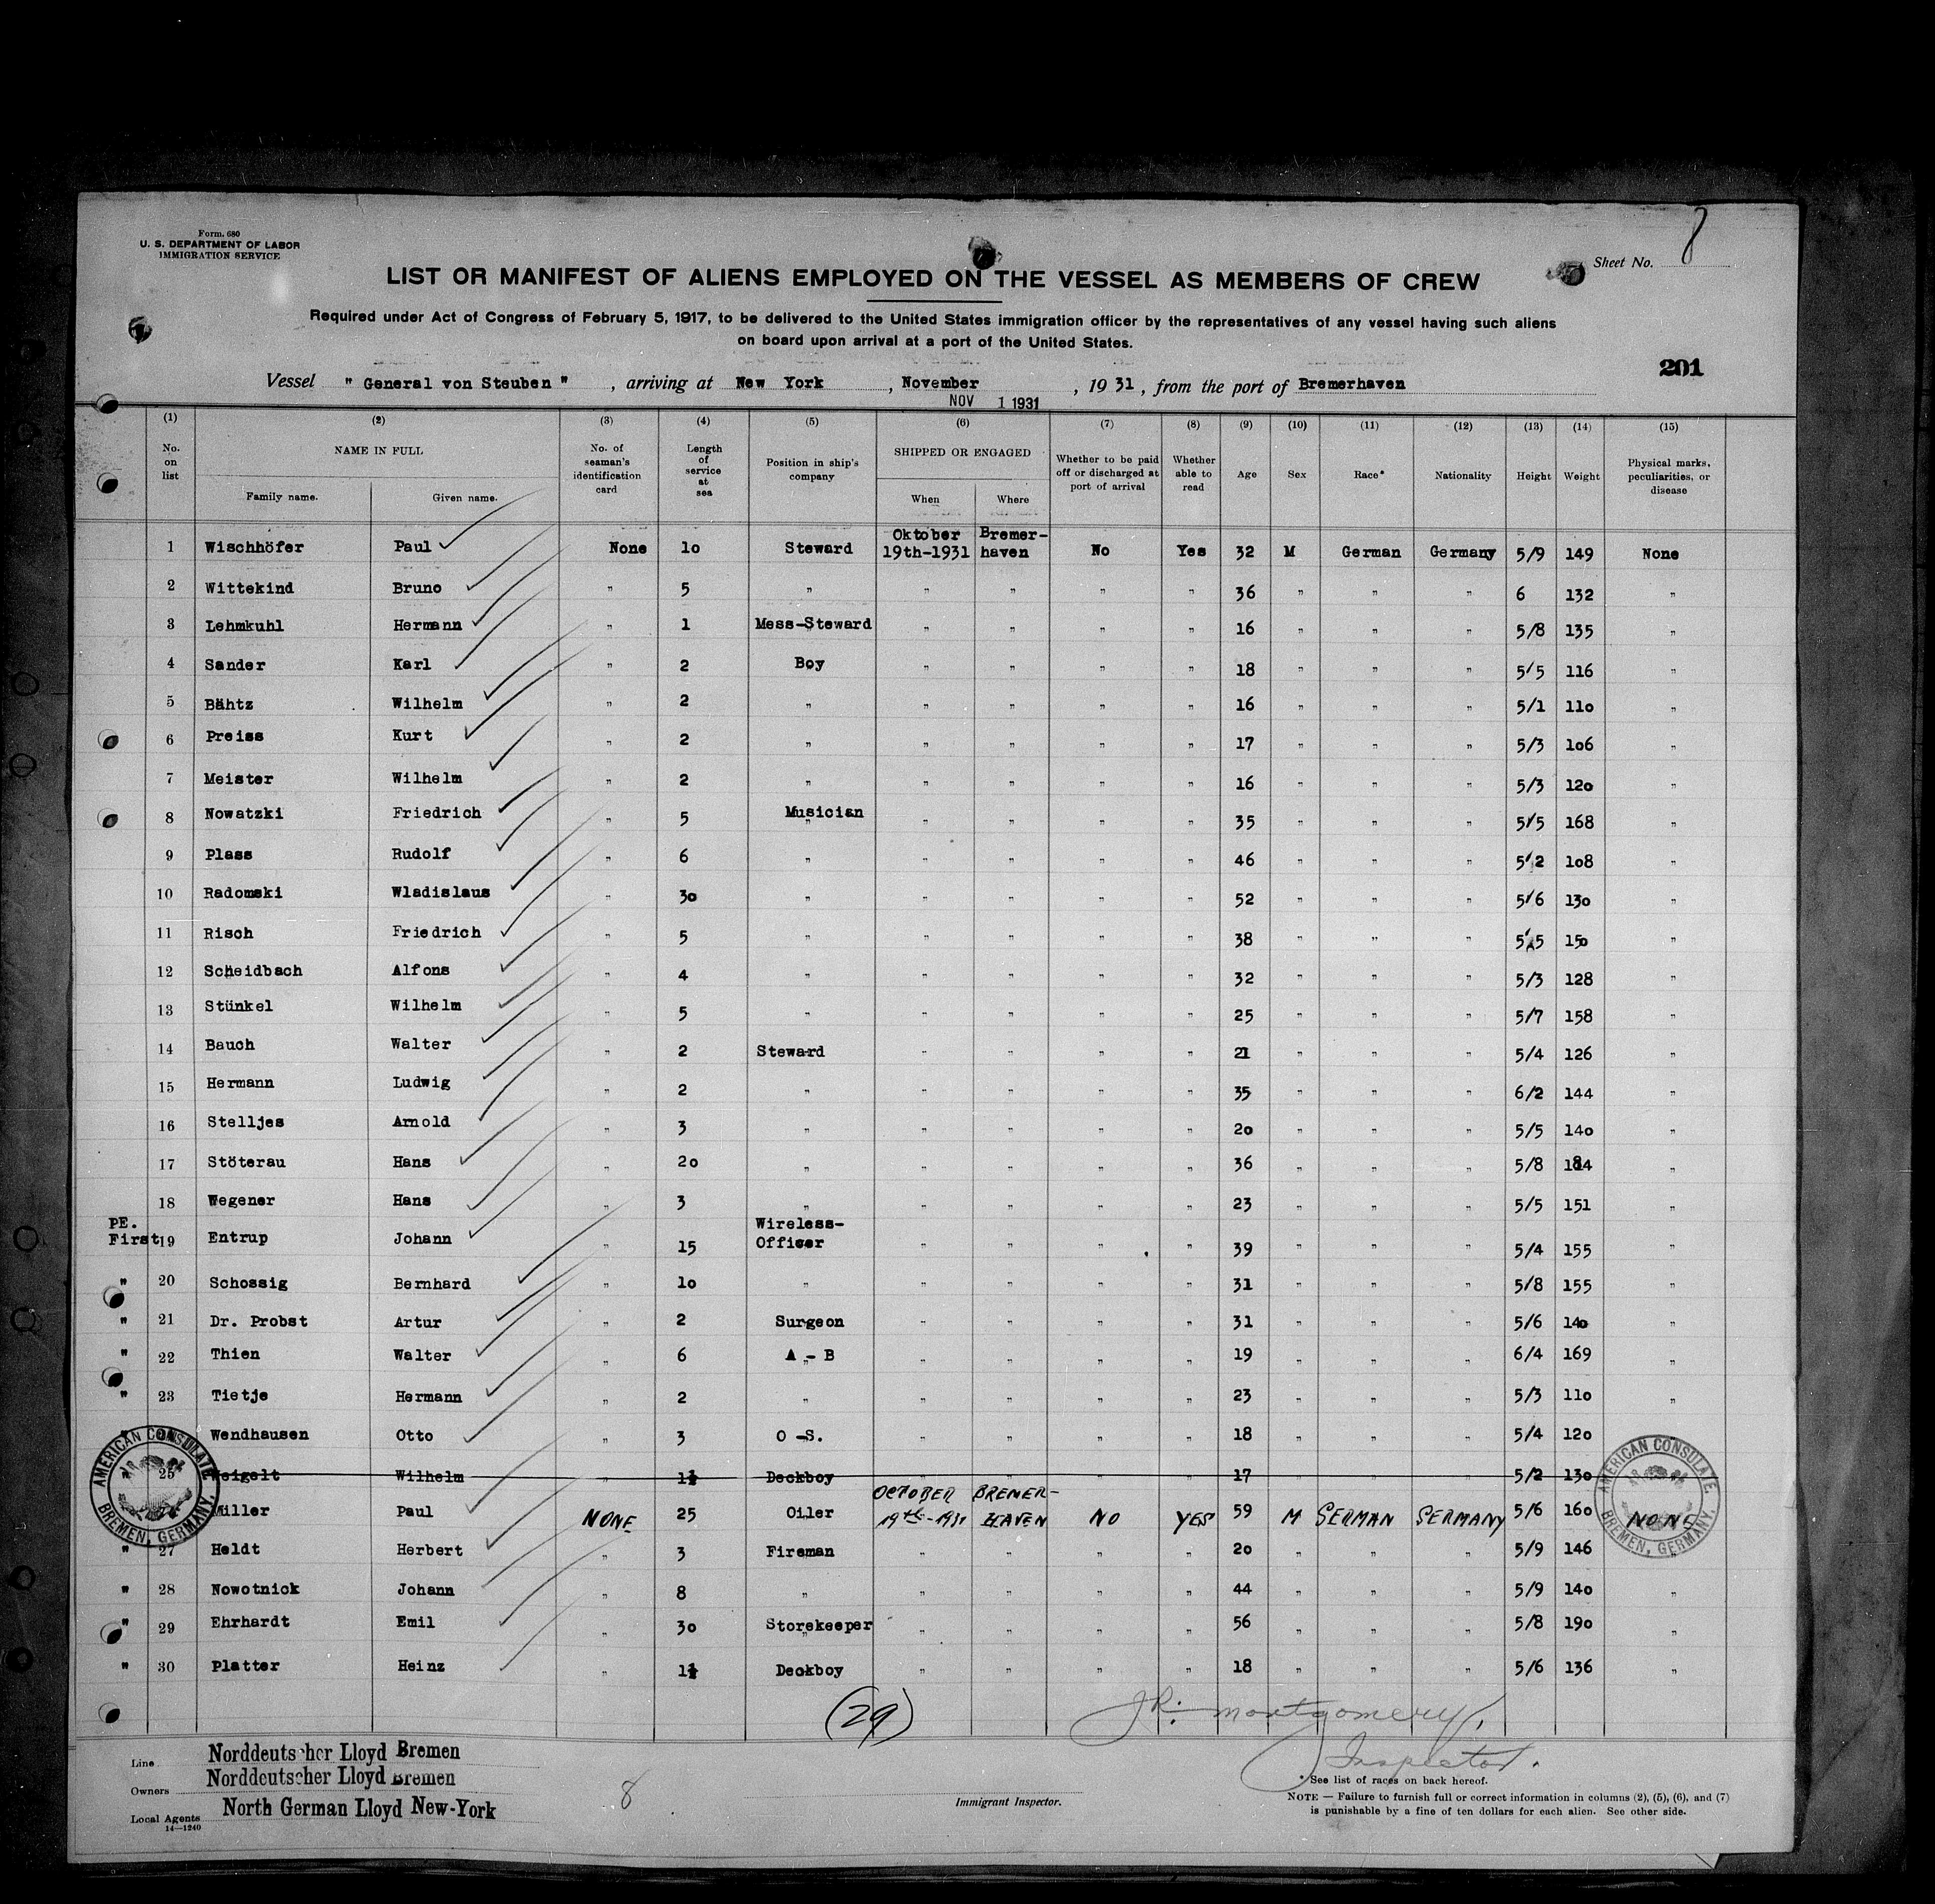 Form. 680
U. S. DEPARTMENT OF LABOR
IMMIGRATION SERVICE
Sheet No. 8
LIST OR MANIFEST OF ALIENS EMPLOYED ON THE VESSEL AS MEMBERS OF CREW
Required under Act of Congress of February 5, 1917, to be delivered to the United States immigration officer by the representatives of any vessel having such aliens
on board upon arrival at a port of the United States.
201
Vessel " General von Steuben " , arriving at New York , November , 19 31, from the port of Bremerhaven
NOV 1 1931
(1) (2) (3) (4) (5) (6) (7) (8) (9) (10) (11) (12) (13) (14) (15)
No. on list NAME IN FULL Family name. Given name. No. of seaman's identification card Length of service at sea Position in ship's company SHIPPED OR ENGAGED When Where Whether to be paid off or discharged at port of arrival Whether able to read Age Sex Race* Nationality Height Weight Physical marks, peculiarities, or disease
1 Wischhöfer Paul None 10 Steward Oktober 19th-1931 Bremer-haven No Yes 32 M German Germany 5/9 149 None
2 Wittekind Bruno " 5 " " " " " 36 " " " 6 132 "
3 Lehmkuhl Hermann " 1 Mess-Steward " " " " 16 " " " 5/8 135 "
4 Sander Karl " 2 Boy " " " " 18 " " " 5/5 116 "
5 Bähtz Wilhelm " 2 " " " " " 16 " " " 5/1 110 "
6 Preiss Kurt " 2 " " " " " 17 " " " 5/3 106 "
7 Meister Wilhelm " 2 " " " " " 16 " " " 5/3 120 "
8 Nowatzki Friedrich " 5 Musician " " " " 35 " " " 5/5 168 "
9 Plass Rudolf " 6 " " " " " 46 " " " 5/2 108 "
10 Radomski Wladislaus " 30 " " " " " 52 " " " 5/6 130 "
11 Risch Friedrich " 5 " " " " " 38 " " " 5/5 150 "
12 Scheidbach Alfons " 4 " " " " " 32 " " " 5/3 128 "
13 Stünkel Wilhelm " 5 " " " " " 25 " " " 5/7 158 "
14 Bauch Walter " 2 Steward " " " " 21 " " " 5/4 126 "
15 Hermann Ludwig " 2 " " " " " 35 " " " 6/2 144 "
16 Stelljes Arnold " 3 " " " " " 20 " " " 5/5 140 "
17 Stöterau Hans " 20 " " " " " 36 " " " 5/8 184 "
18 Wegener Hans " 3 " " " " " 23 " " " 5/5 151 "
PE. First 19 Entrup Johann " 15 Wireless-Officer " " " " 39 " " " 5/4 155 "
" 20 Schossig Bernhard " 10 " " " " " 31 " " " 5/8 155 "
" 21 Dr. Probst Artur " 2 Surgeon " " " " 31 " " " 5/6 140 "
" 22 Thien Walter " 6 A - B " " " " 19 " " " 6/4 169 "
" 23 Tietje Hermann " 2 " " " " " 23 " " " 5/3 110 "
Wendhausen Otto " 3 O -S. " " " " 18 " " " 5/4 120 "
25 Weigelt Wilhelm " 1½ Deckboy 17 5/2 130
Miller Paul NONE 25 Oiler OCTOBER 19th-1931 BREMER-HAVEN NO YES 59 M GERMAN GERMANY 5/6 160 NONE
" 27 Heldt Herbert " 3 Fireman " " " " 20 " " " 5/9 146
" 28 Nowotnick Johann " 8 " " " " " 44 " " " 5/9 140 "
" 29 Ehrhardt Emil " 30 Storekeeper " " " " 56 " " " 5/8 190 "
" 30 Platter Heinz " 1½ Deckboy " " " " 18 " " " 5/6 136 "
AMERICAN CONSULATE
BREMEN, GERMANY.
AMERICAN CONSULATE
BREMEN, GERMANY.
(29)
J R. Montgomery,
Inspector.
Line Norddeutscher Lloyd Bremen
Owners Norddeutscher Lloyd Bremen
Local Agents North German Lloyd New-York
14—1240
8
Immigrant Inspector.
* See list of races on back hereof.
NOTE — Failure to furnish full or correct information in columns (2), (5), (6), and (7)
is punishable by a fine of ten dollars for each alien. See other side.